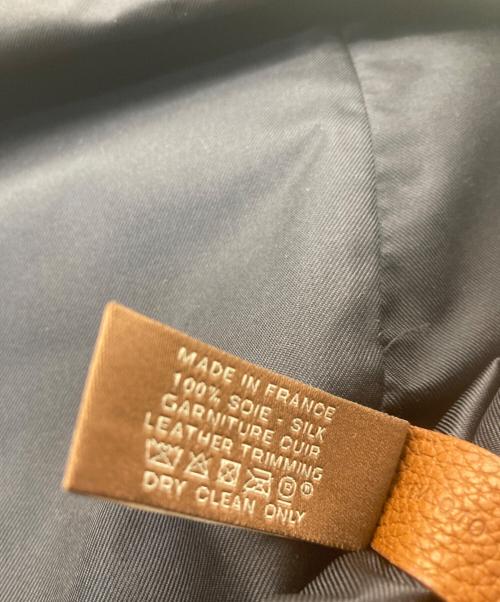 MADE IN FRANCE
100% SOIE - SILK
GARNITURE CUIR
LEATHER TRIMMING
DRY CLEAN ONLY